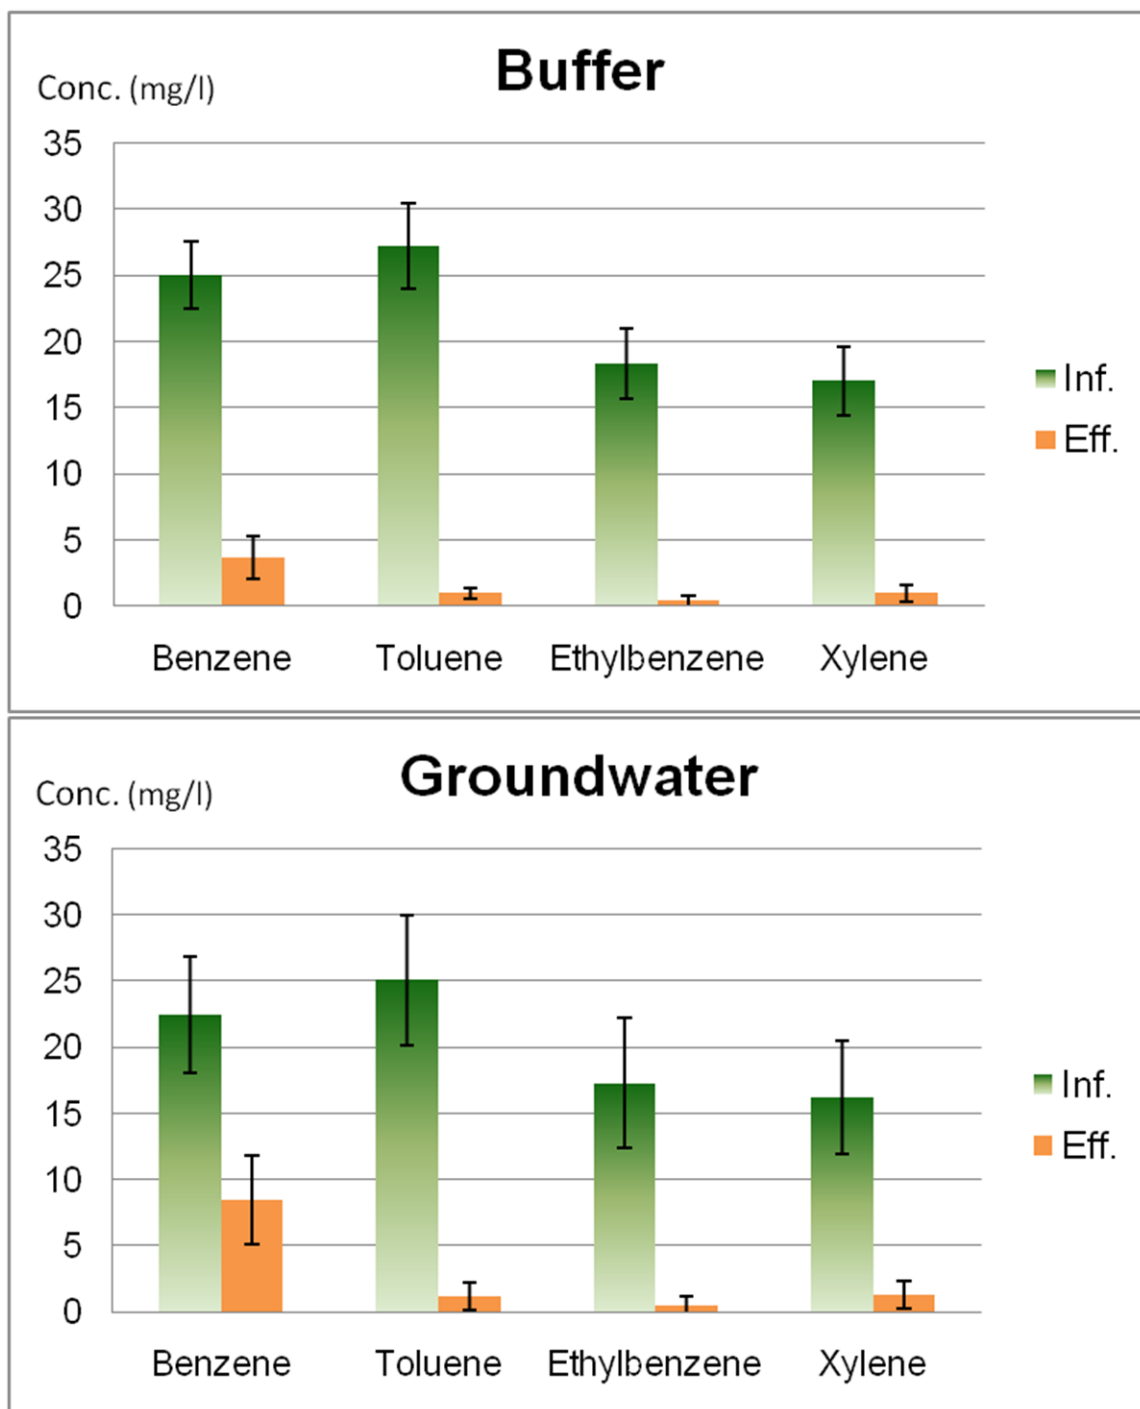 Buffer
Conc. (mg/l)
35
30
25
20
15
10
5
0
Benzene Toluene Ethylbenzene Xylene
Inf.
Eff.
Groundwater
Conc. (mg/l)
35
30
25
20
15
10
5
0
Benzene Toluene Ethylbenzene Xylene
Inf.
Eff.